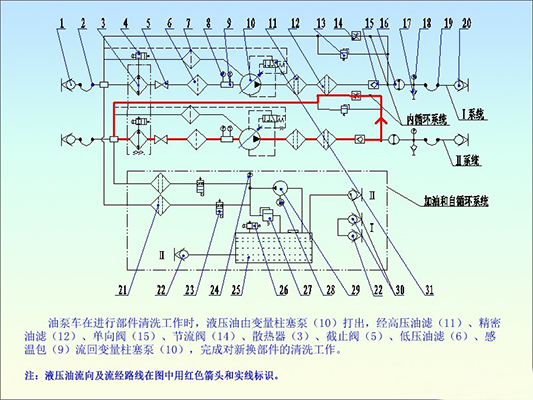 1 2 3 4 5 6 7 8 9 10 11 12 13 14 15 16 17 18 19 20
I系统
内循环系统
II系统
加油和自循环系统
II
I
II
21 22 23 24 25 26 27 28 29 22 30 31
油泵车在进行部件清洗工作时，液压油由变量柱塞泵（10）打出，经高压油滤（11）、精密
油滤（12）、单向阀（15）、节流阀（14）、散热器（3）、截止阀（5）、低压油滤（6）、感
温包（9）流回变量柱塞泵（10），完成对新换部件的清洗工作。
注：液压油流向及流经路线在图中用红色箭头和实线标识。